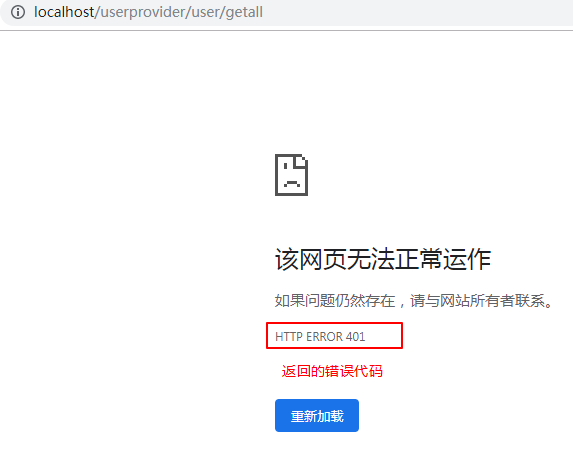 localhost/userprovider/user/getall
该网页无法正常运作
如果问题仍然存在，请与网站所有者联系。
HTTP ERROR 401
返回的错误代码
重新加载